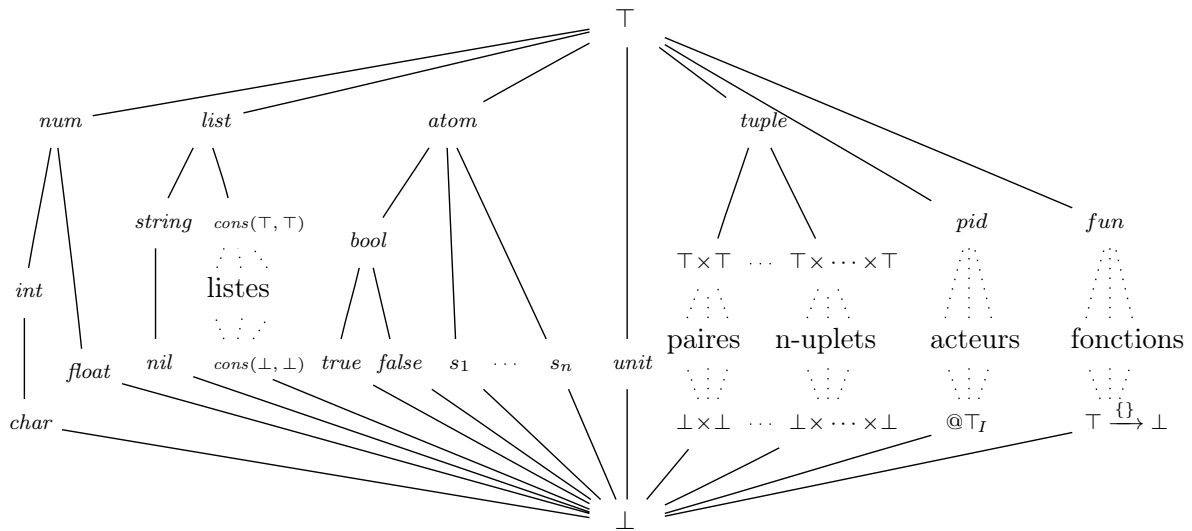 ⊤
num list atom tuple
string cons(⊤, ⊤) pid fun
bool
⊤×⊤ ··· ⊤× ··· ×⊤
int listes
paires n-uplets acteurs fonctions
float nil cons(⊥, ⊥) true false s₁ ··· sₙ unit
char ⊥×⊥ ··· ⊥× ··· ×⊥ @⊤_I ⊤ –{}→ ⊥
⊥